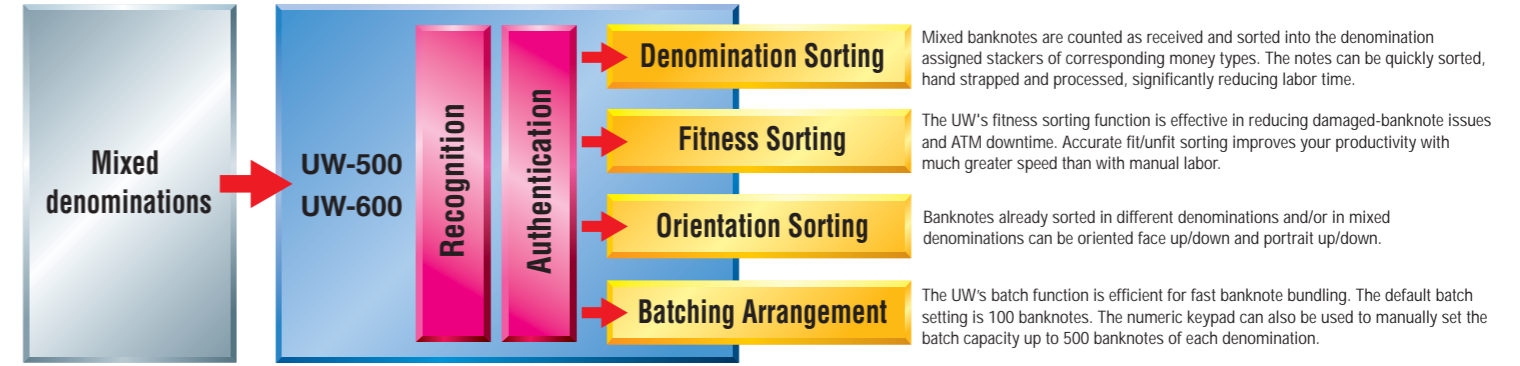 Mixed
denominations
UW-500
UW-600
Recognition
Authentication
Denomination Sorting
Mixed banknotes are counted as received and sorted into the denomination
assigned stackers of corresponding money types. The notes can be quickly sorted,
hand strapped and processed, significantly reducing labor time.
Fitness Sorting
The UW's fitness sorting function is effective in reducing damaged-banknote issues
and ATM downtime. Accurate fit/unfit sorting improves your productivity with
much greater speed than with manual labor.
Orientation Sorting
Banknotes already sorted in different denominations and/or in mixed
denominations can be oriented face up/down and portrait up/down.
Batching Arrangement
The UW's batch function is efficient for fast banknote bundling. The default batch
setting is 100 banknotes. The numeric keypad can also be used to manually set the
batch capacity up to 500 banknotes of each denomination.